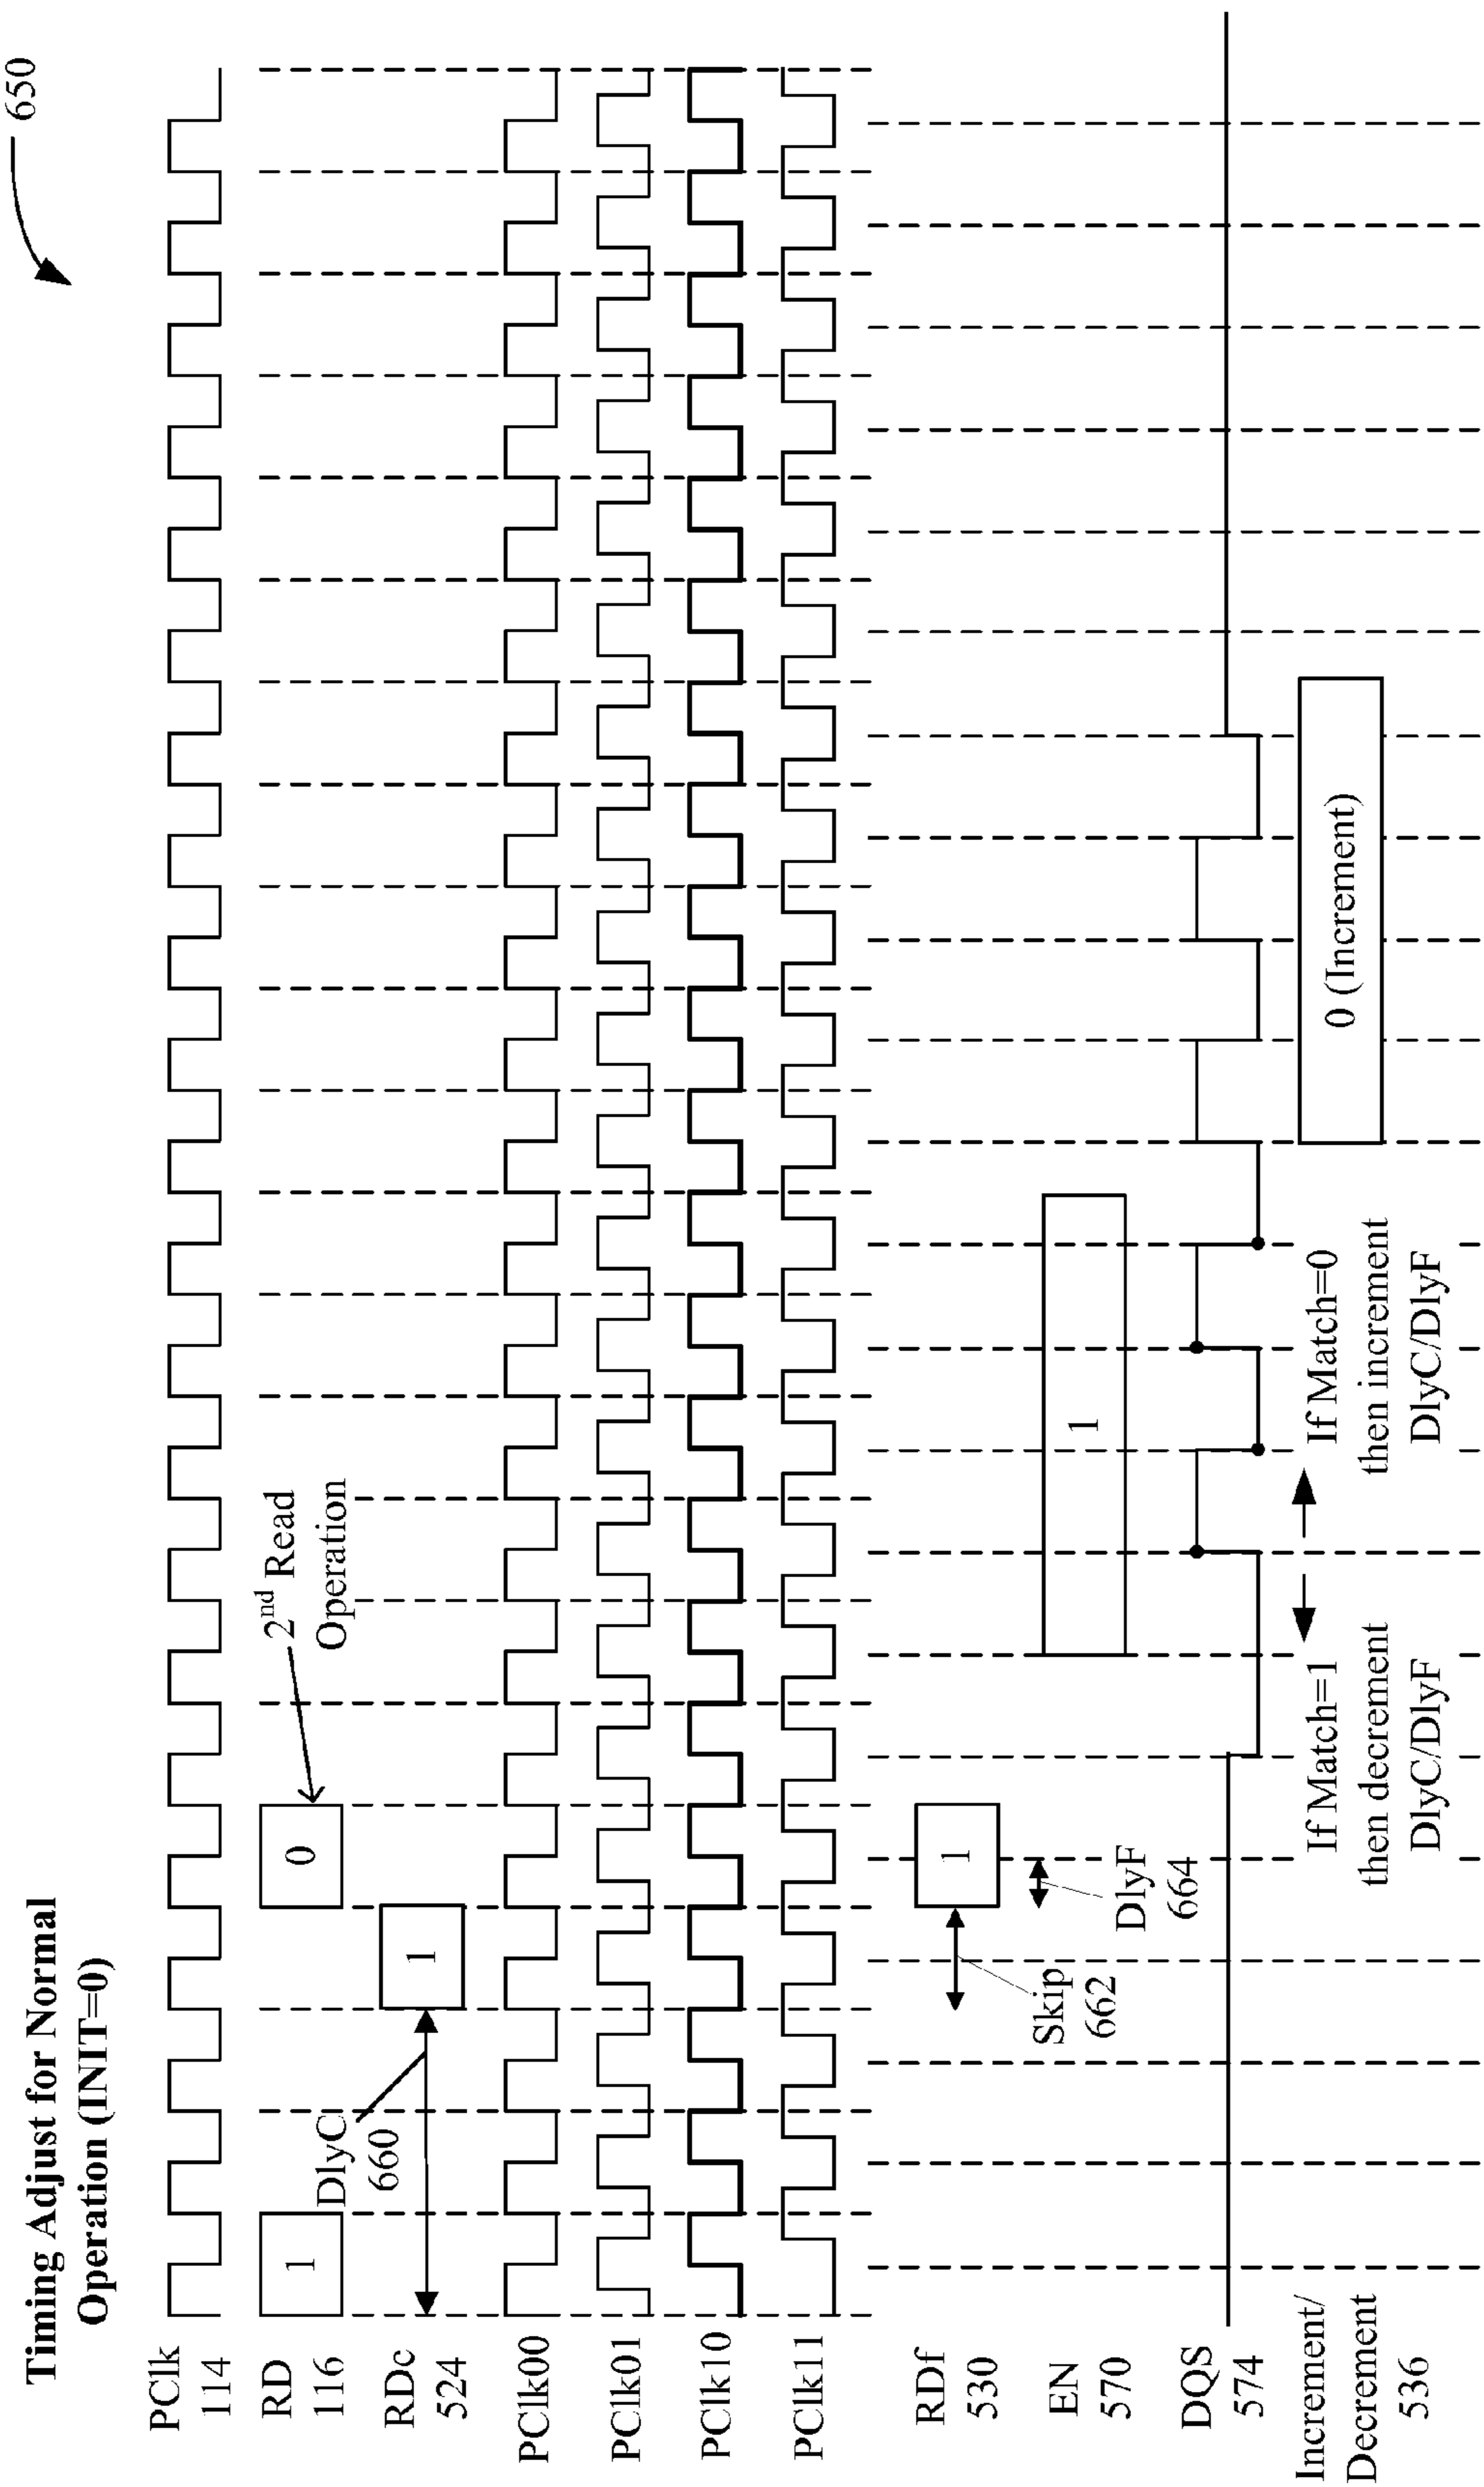 650
Timing Adjust for Normal
Operation (INIT=0)
PClk
114
RD
116
1
0
2nd Read
Operation
RDc
524
DlyC
660
1
PClk00
PClk01
PClk10
PClk11
RDf
530
1
Skip
662
DlyF
664
EN
570
1
DQS
574
Increment/
Decrement
536
If Match=1
then decrement
DlyC/DlyF
If Match=0
then increment
DlyC/DlyF
0 (Increment)